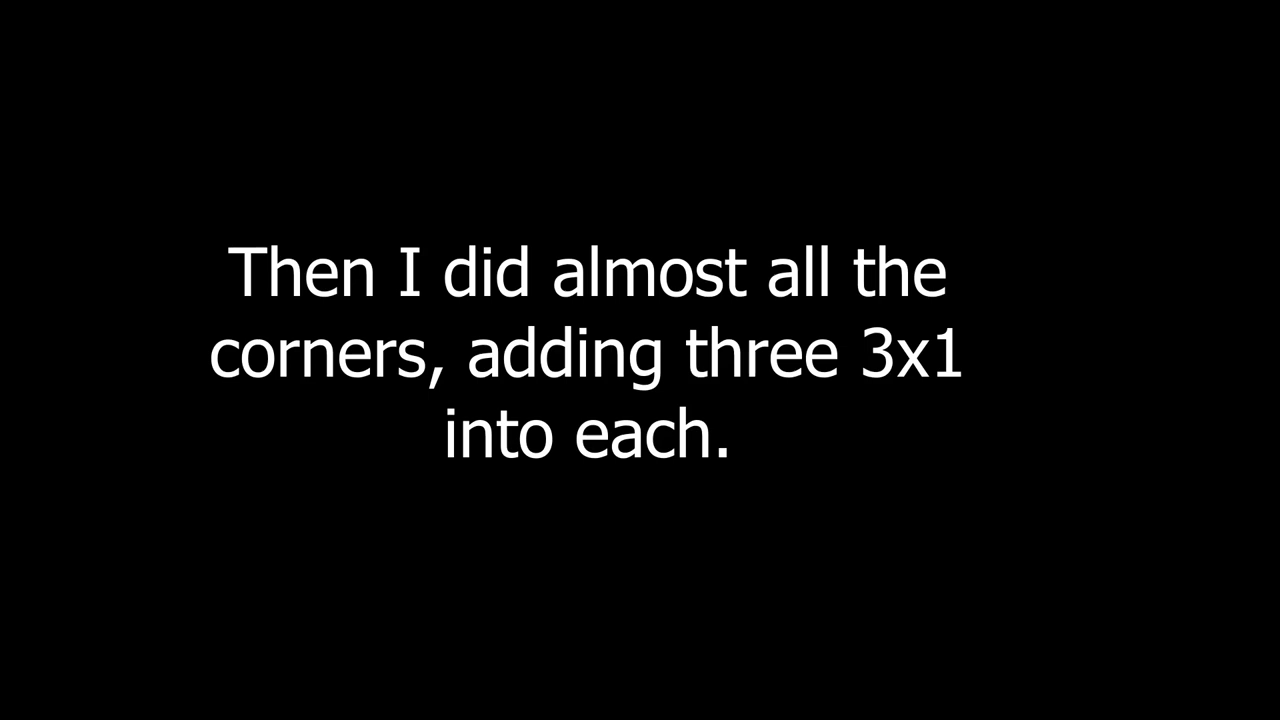 Then I did almost all the
corners, adding three 3x1
into each.